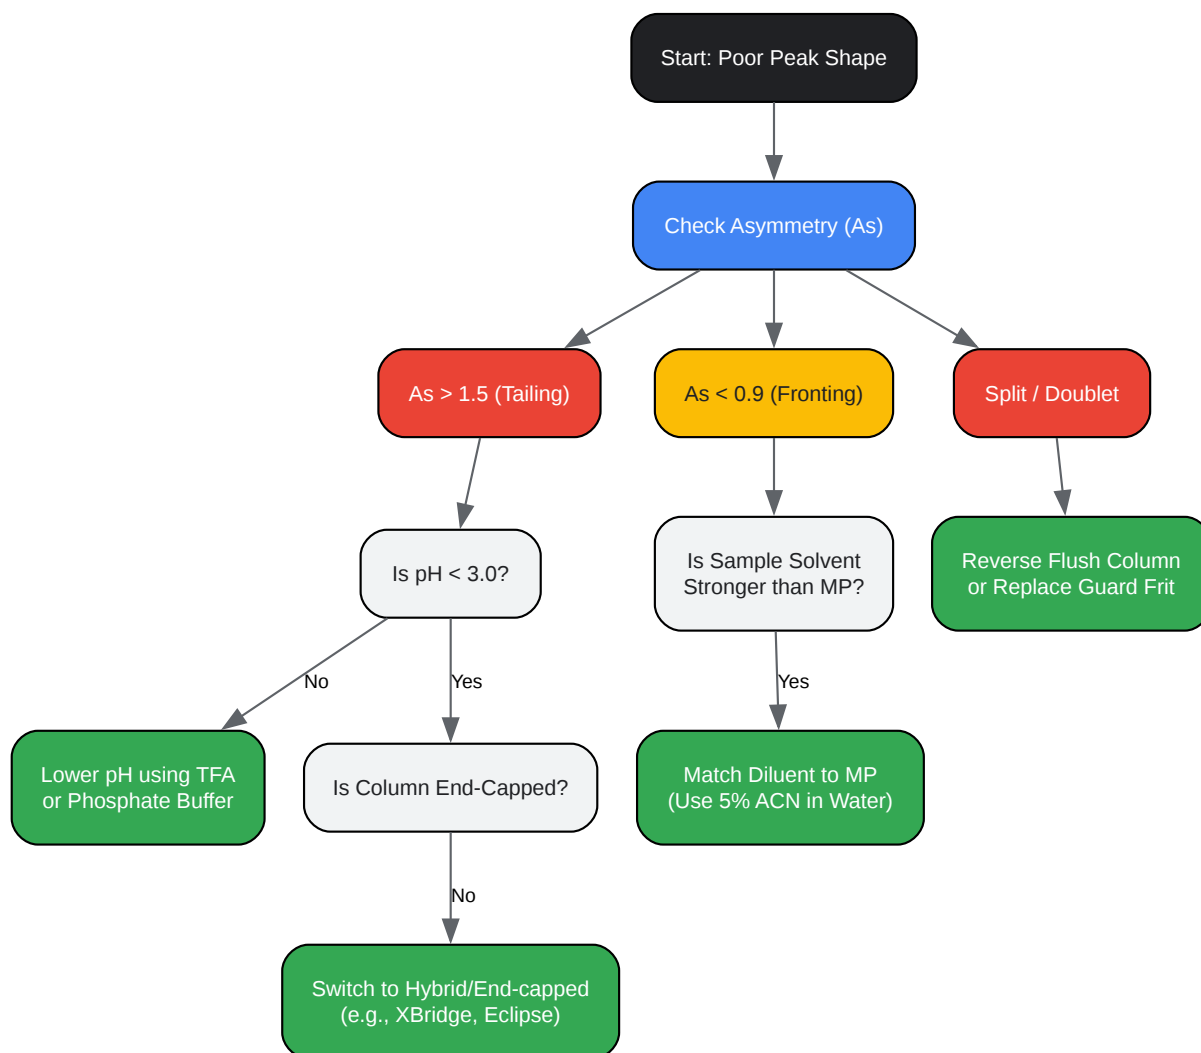 Start: Poor Peak Shape
Check Asymmetry (As)
As > 1.5 (Tailing)
As < 0.9 (Fronting)
Split / Doublet
Is pH < 3.0?
Is Sample Solvent
Stronger than MP?
Reverse Flush Column
or Replace Guard Frit
No
Yes
Yes
Lower pH using TFA
or Phosphate Buffer
Is Column End-Capped?
Match Diluent to MP
(Use 5% ACN in Water)
No
Switch to Hybrid/End-capped
(e.g., XBridge, Eclipse)